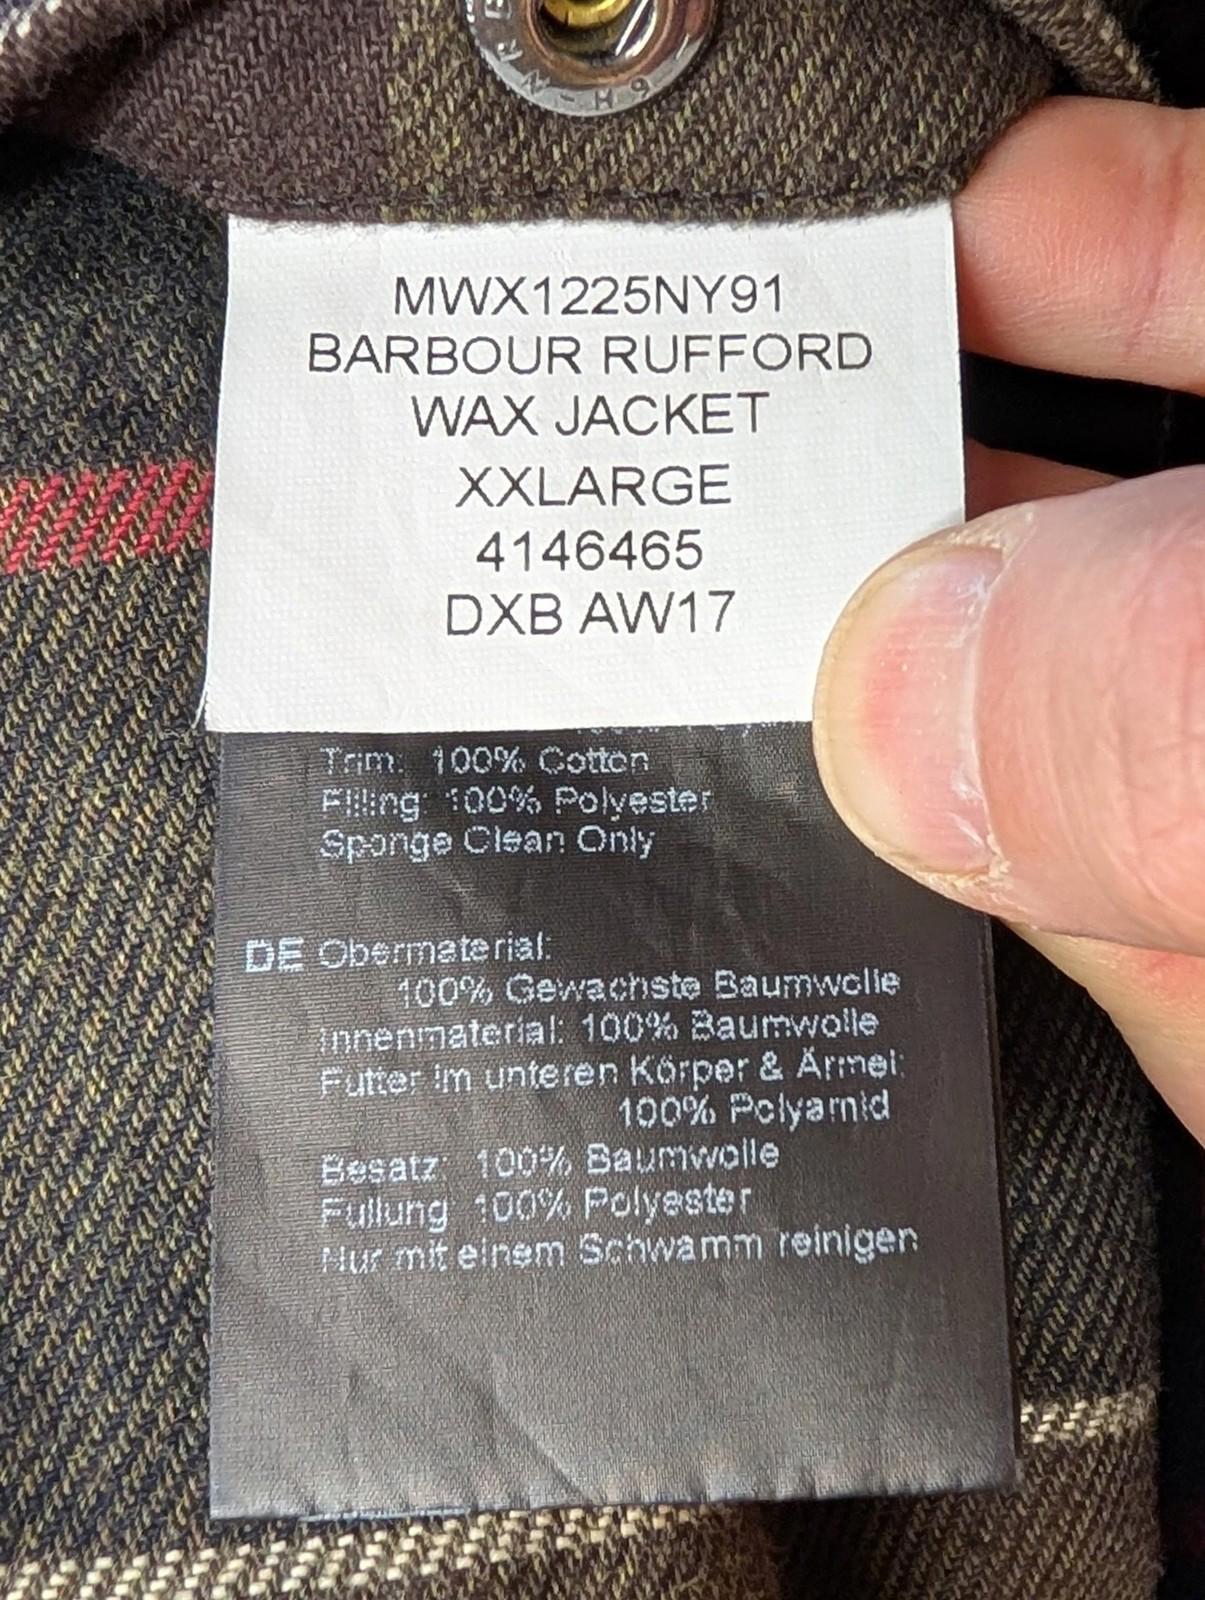 MWX1225NY91
BARBOUR RUFFORD
WAX JACKET
XXLARGE
4146465
DXB AW17
Trim: 100% Cotton
Filling: 100% Polyester
Sponge Clean Only
DE Obermaterial:
100% Gewachste Baumwolle
Innenmaterial: 100% Baumwolle
Futter im unteren Körper & Ärmel:
100% Polyamid
Besatz: 100% Baumwolle
Fullung 100% Polyester
Nur mit einem Schwamm reinigen